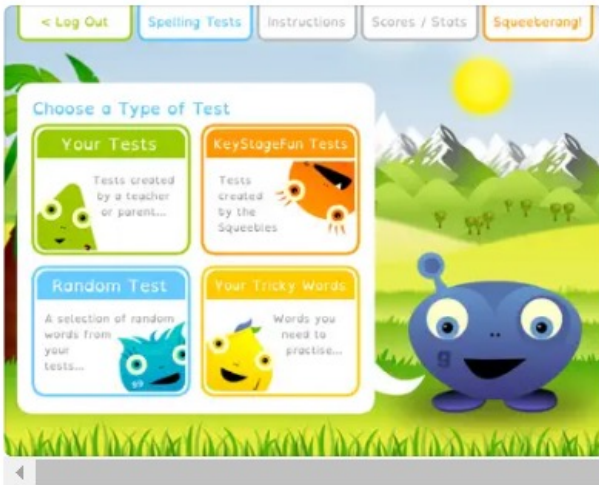 < Log Out
Spelling Tests
Instructions
Scores / Stats
Squeeberang!
Choose a Type of Test
Your Tests
Tests created
by a teacher
or parent...
KeyStageFun Tests
Tests
created
by the
Squeebles
Random Test
A selection of random
words from
your
tests...
Your Tricky Words
Words you
need to
practise...